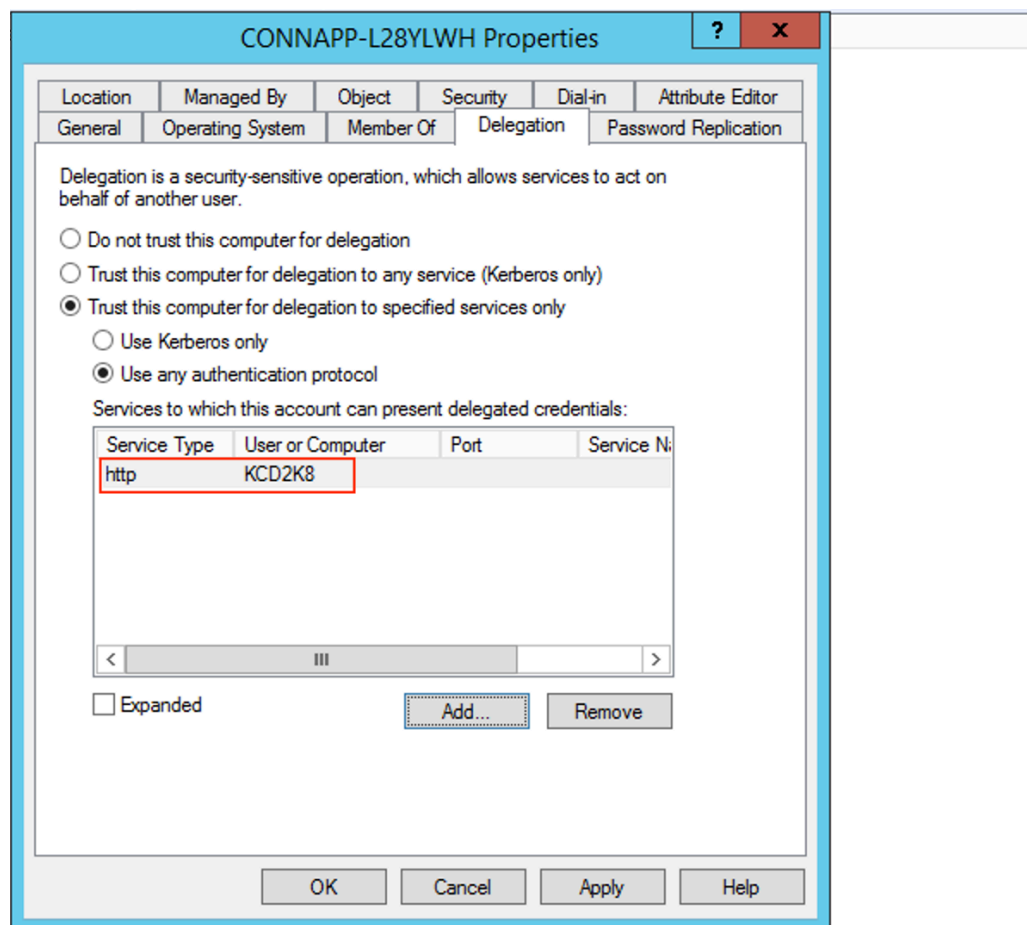 CONNAPP-L28YLWH Properties
?
x
Location Managed By Object Security Dial-in Attribute Editor
General Operating System Member Of Delegation Password Replication
Delegation is a security-sensitive operation, which allows services to act on
behalf of another user.
Do not trust this computer for delegation
Trust this computer for delegation to any service (Kerberos only)
Trust this computer for delegation to specified services only
Use Kerberos only
Use any authentication protocol
Services to which this account can present delegated credentials:
Service Type User or Computer Port Service Na
http KCD2K8
Expanded
Add... Remove
OK Cancel Apply Help